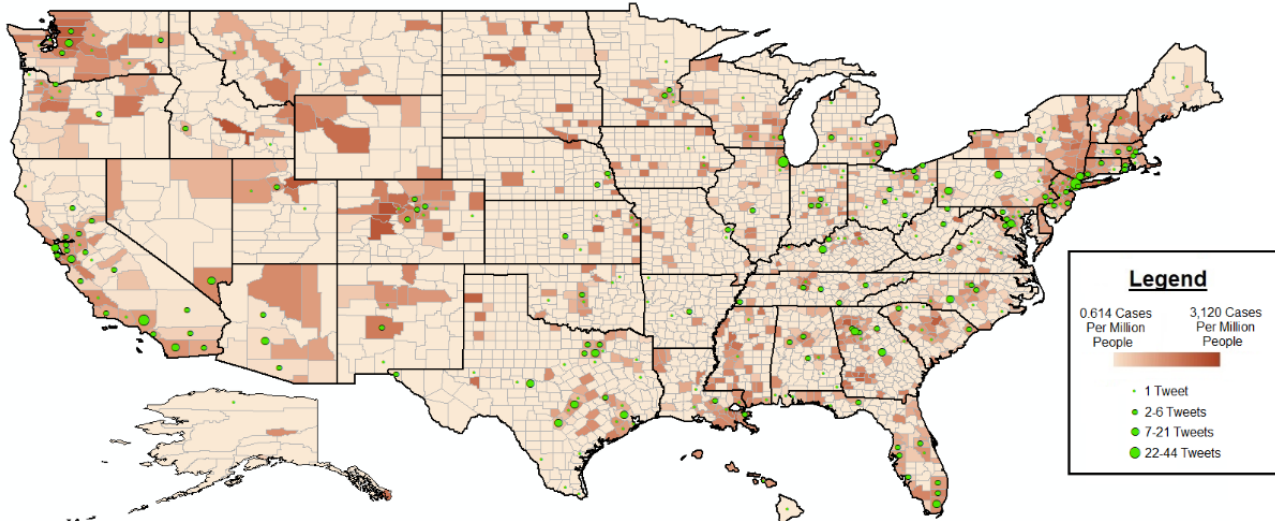 Legend
0.614 Cases 3,120 Cases
Per Million Per Million
People People
1 Tweet
2-6 Tweets
7-21 Tweets
22-44 Tweets